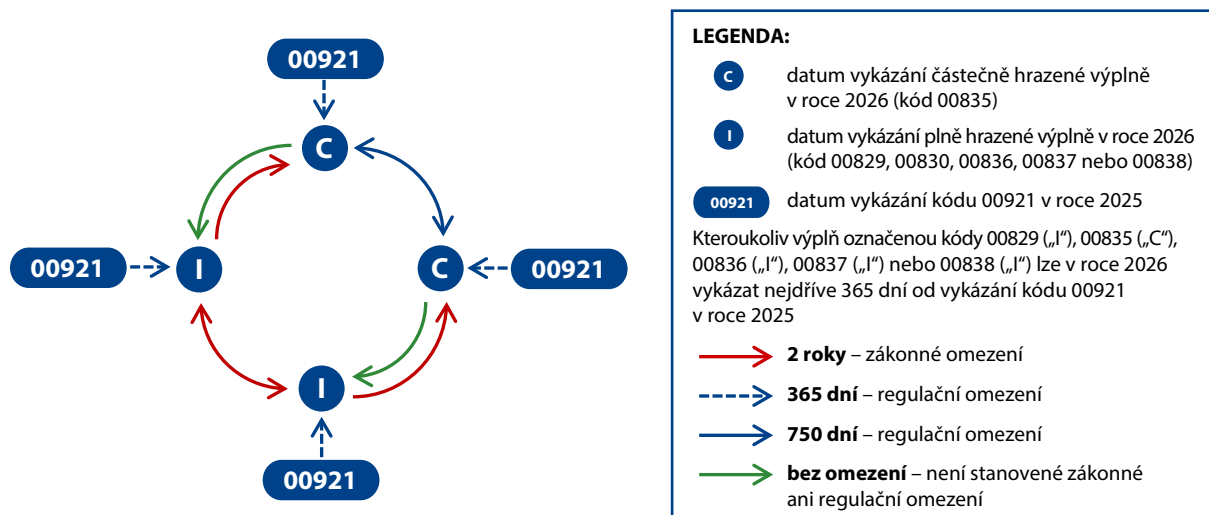 00921
C
I
00921
C
00921
I
00921
LEGENDA:
C
datum vykázání částečně hrazené výplně
v roce 2026 (kód 00835)
I
datum vykázání plně hrazené výplně v roce 2026
(kód 00829, 00830, 00836, 00837 nebo 00838)
00921
datum vykázání kódu 00921 v roce 2025
Kteroukoliv výplň označenou kódy 00829 („I“), 00835 („C“),
00836 („I“), 00837 („I“) nebo 00838 („I“) lze v roce 2026
vykázat nejdříve 365 dní od vykázání kódu 00921
v roce 2025
2 roky – zákonné omezení
365 dní – regulační omezení
750 dní – regulační omezení
bez omezení – není stanovené zákonné
ani regulační omezení